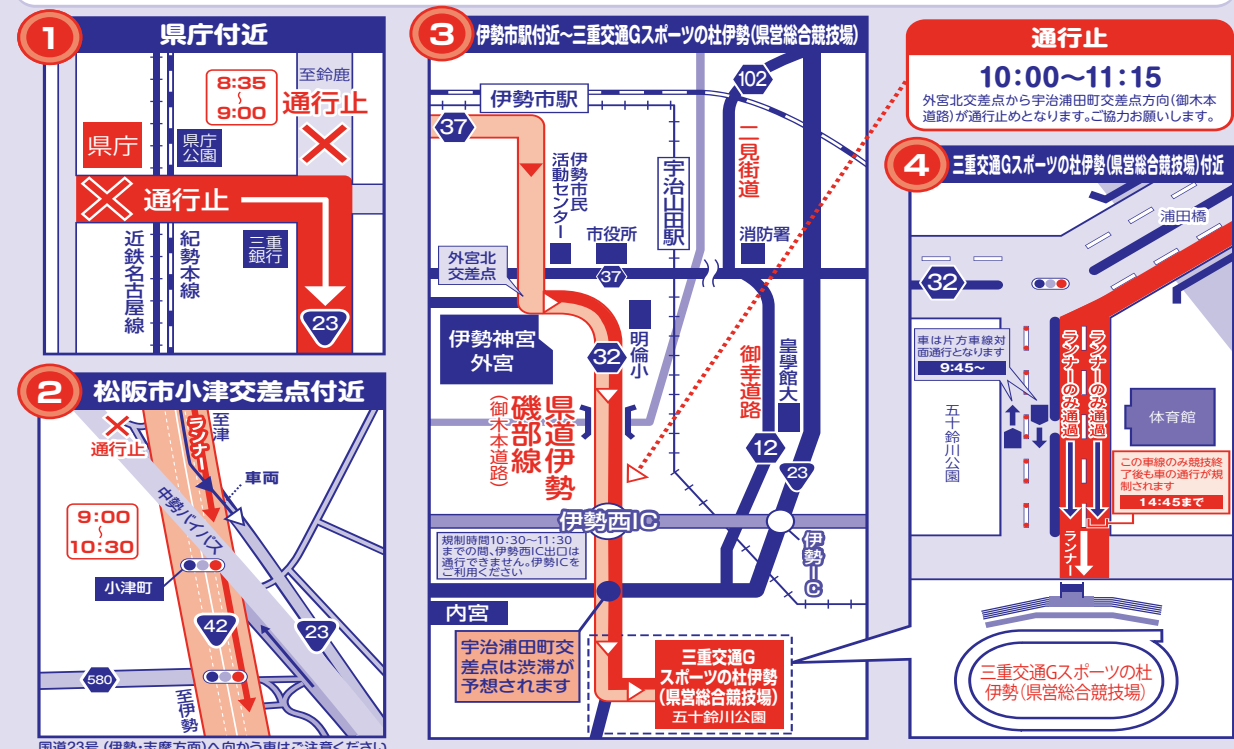 1
県庁付近
8:35
〜
9:00
至鈴鹿
通行止
県庁
県庁
公園
通行止
近鉄名古屋線
紀勢本線
三重
銀行
23
2
松阪市小津交差点付近
通行止
ランナー
至津
車両
9:00
〜
10:30
中勢バイパス
小津町
42
23
580
至伊勢
国道23号(伊勢・志摩方面)へ向かう車はご注意ください
3
伊勢市駅付近〜三重交通Gスポーツの杜伊勢(県営総合競技場)
伊勢市駅
102
37
二見街道
伊勢市民
活動センター
宇治山田駅
市役所
消防署
外宮北
交差点
37
伊勢神宮
外宮
明倫小
32
御幸道路
皇學館大
県道伊勢
磯部線
(御木本道路)
12
23
伊勢西IC
規制時間10:30〜11:30
までの間、伊勢西IC出口は
通行できません。伊勢ICを
ご利用ください
伊勢IC
内宮
宇治浦田町交
差点は渋滞が
予想されます
三重交通G
スポーツの杜伊勢
(県営総合競技場)
五十鈴川公園
通行止
10:00〜11:15
外宮北交差点から宇治浦田町交差点方向(御木本
道路)が通行止めとなります。ご協力お願いします。
4
三重交通Gスポーツの杜伊勢(県営総合競技場)付近
浦田橋
32
車は片方車線対
面通行となります
9:45〜
ランナーのみ通過
ランナーのみ通過
体育館
五十鈴川公園
この車線のみ競技終
了後も車の通行が規
制されます
14:45まで
ランナー
三重交通Gスポーツの杜
伊勢(県営総合競技場)